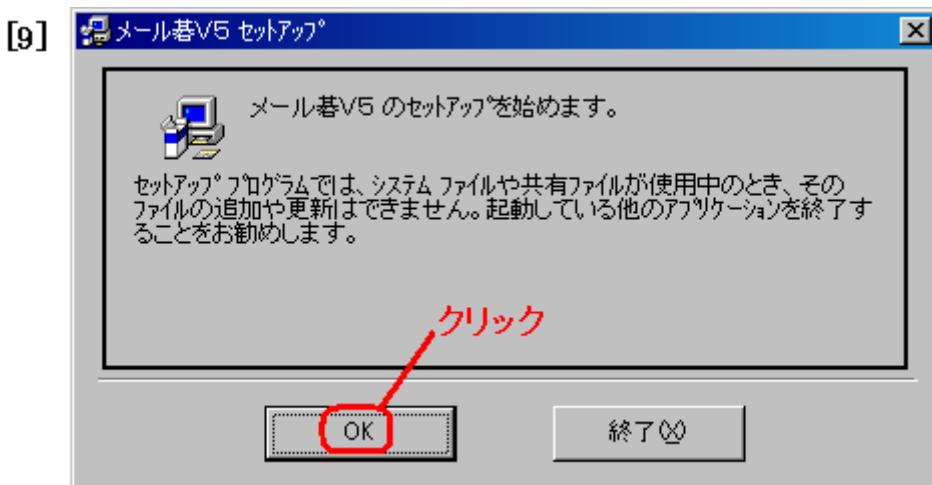 [9]
メール碁V5 セットアップ
メール碁V5 のセットアップを始めます。
セットアップ プログラムでは、システム ファイルや共有ファイルが使用中のとき、その
ファイルの追加や更新はできません。起動している他のアプリケーションを終了す
ることをお勧めします。
クリック
OK
終了(X)